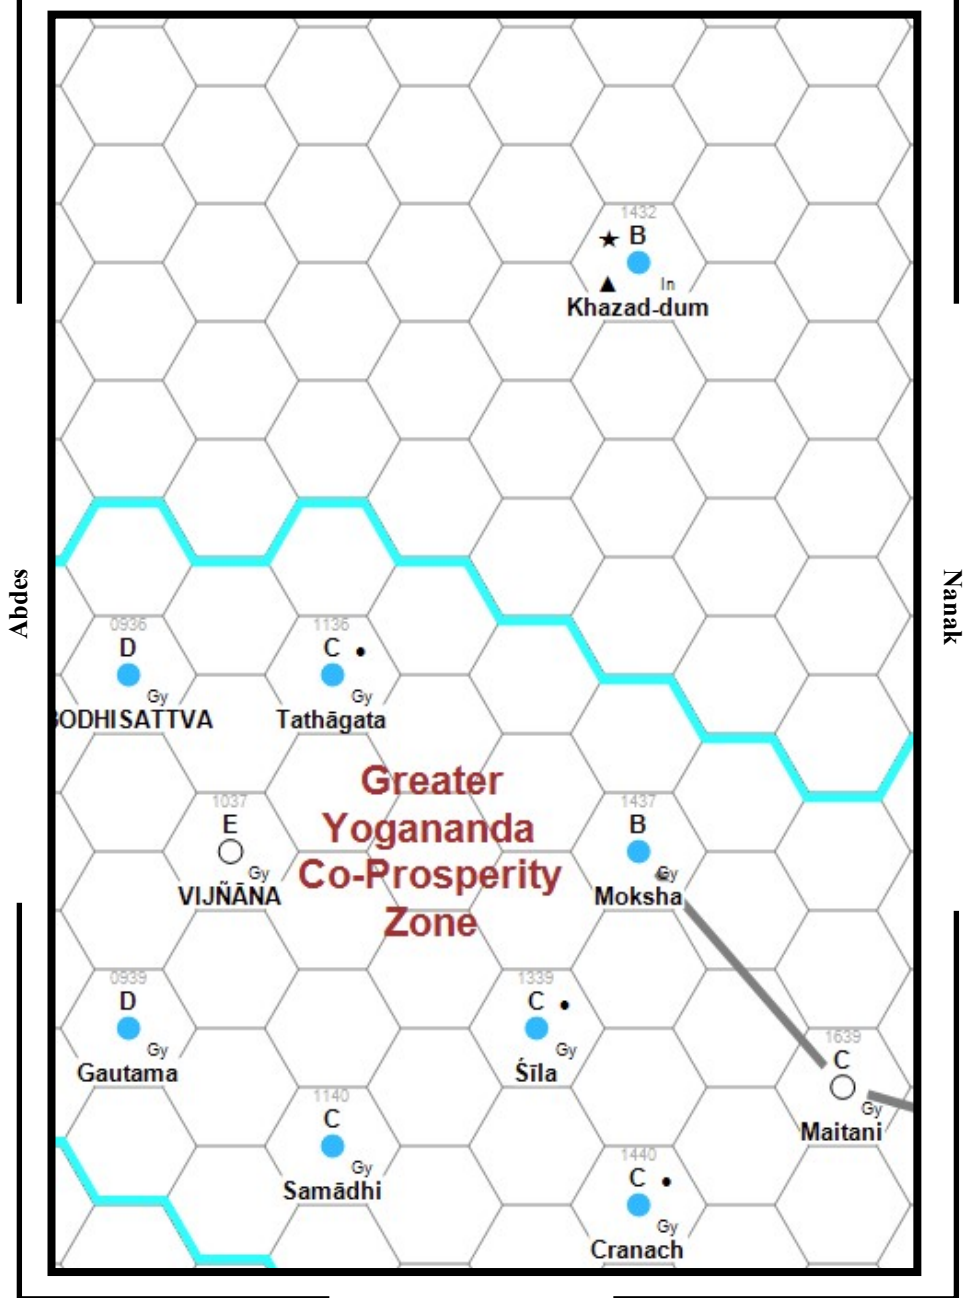 1432
B
In
Khazad-dum
Abdes
Nanak
0936
D
Gy
BODHISATTVA
1136
C
Gy
Tathāgata
Greater
Yogananda
Co-Prosperity
Zone
1037
E
Gy
VIJÑĀNA
1437
B
Gy
Moksha
0939
D
Gy
Gautama
1339
C
Gy
Śīla
1639
C
Gy
Maitani
1140
C
Gy
Samādhi
1440
C
Gy
Cranach